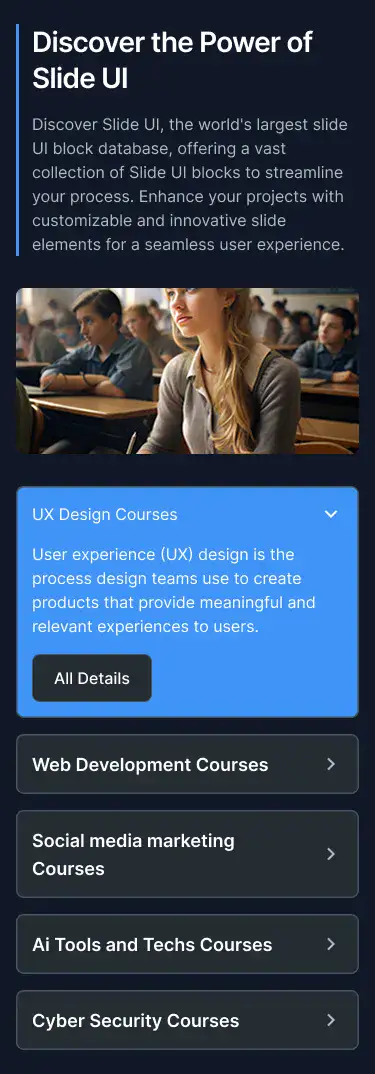 Discover the Power of
Slide UI
Discover Slide UI, the world's largest slide
UI block database, offering a vast
collection of Slide UI blocks to streamline
your process. Enhance your projects with
customizable and innovative slide
elements for a seamless user experience.
UX Design Courses
User experience (UX) design is the
process design teams use to create
products that provide meaningful and
relevant experiences to users.
All Details
Web Development Courses
Social media marketing
Courses
Ai Tools and Techs Courses
Cyber Security Courses